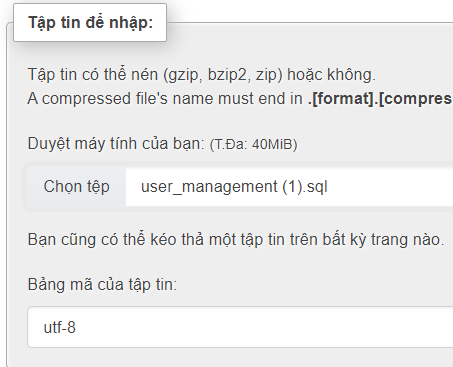 Tập tin để nhập:
Tập tin có thể nén (gzip, bzip2, zip) hoặc không.
A compressed file's name must end in .[format].[compres
Duyệt máy tính của bạn: (T.Đa: 40MiB)
Chọn tệp user_management (1).sql
Bạn cũng có thể kéo thả một tập tin trên bất kỳ trang nào.
Bảng mã của tập tin:
utf-8